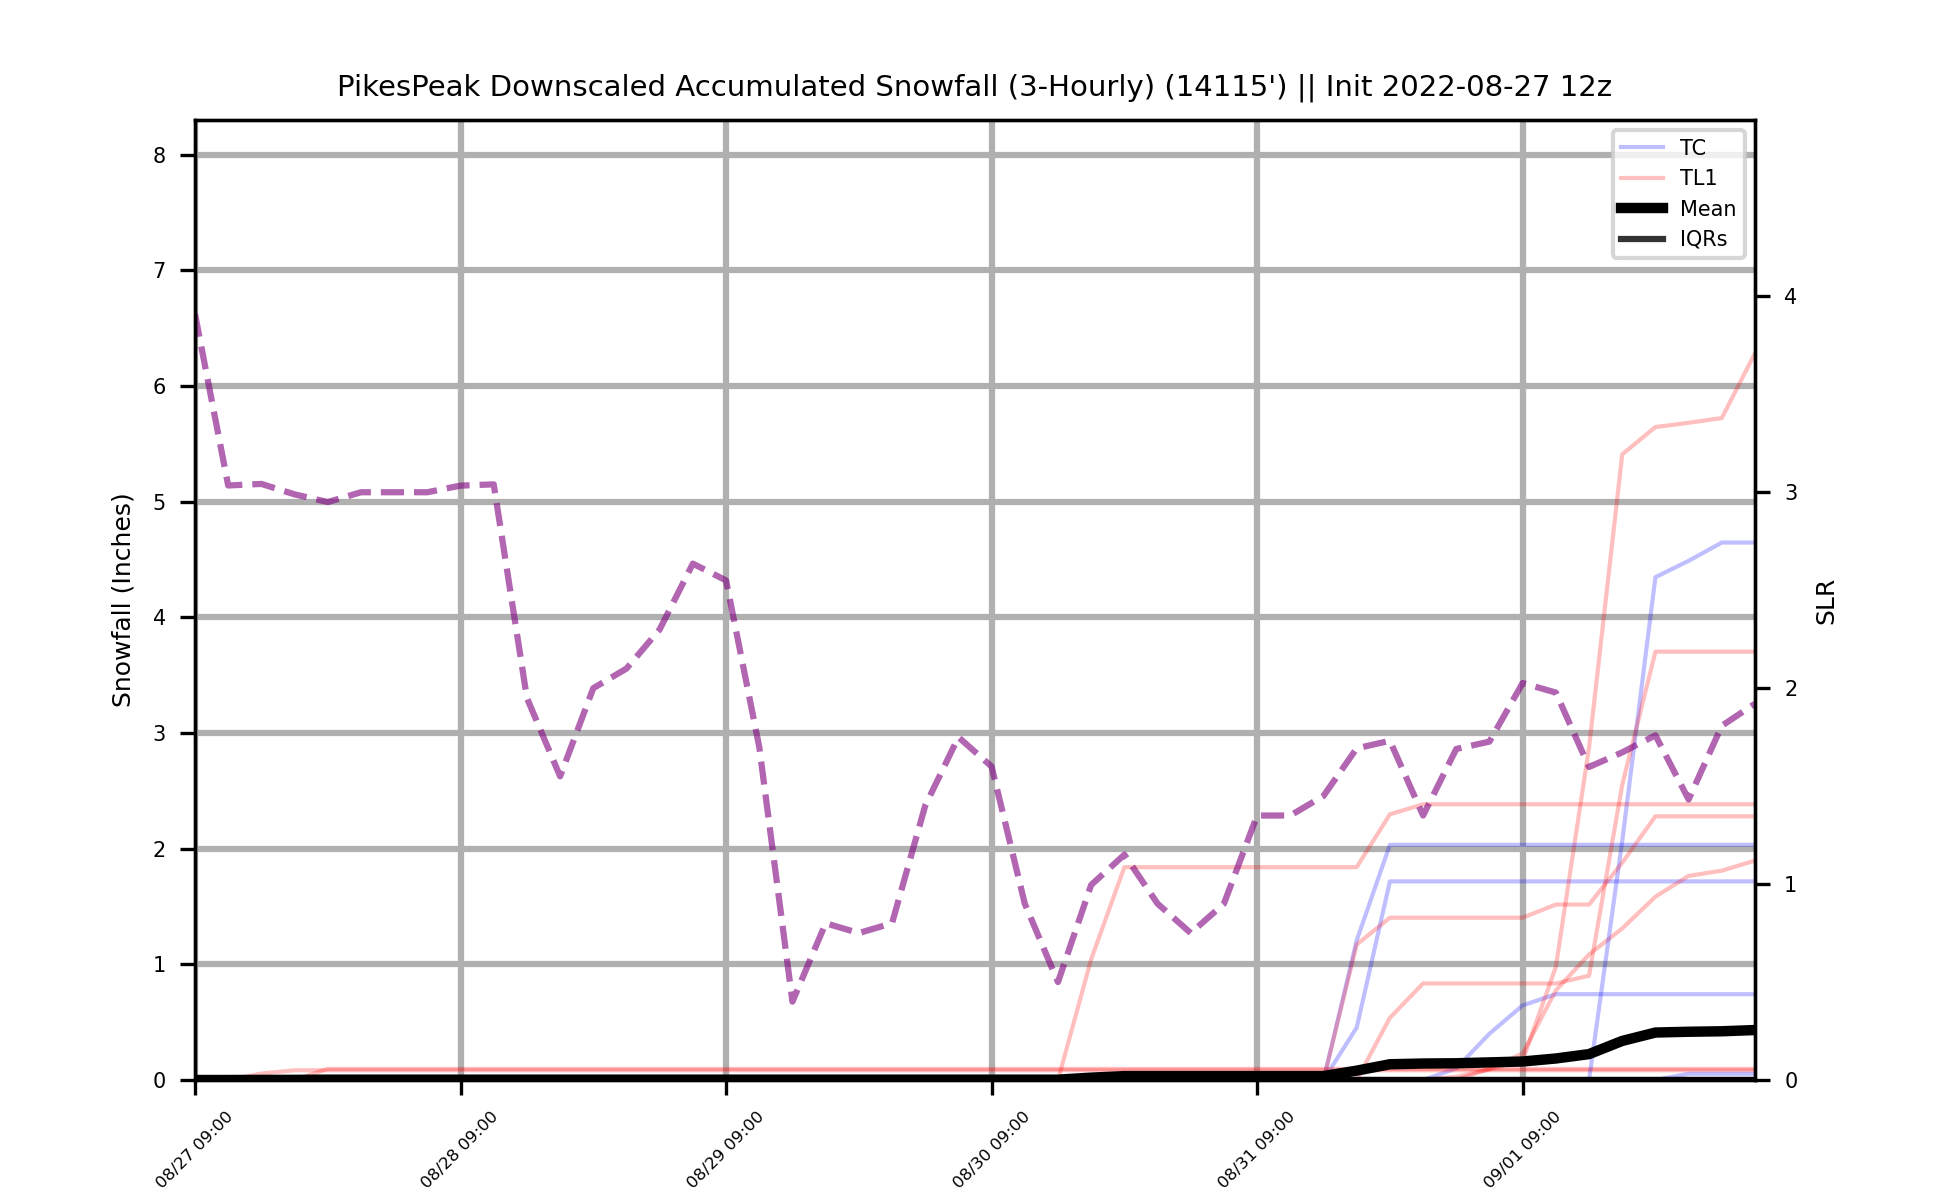 PikesPeak Downscaled Accumulated Snowfall (3-Hourly) (14115') || Init 2022-08-27 12z
TC
TL1
Mean
IQRs
8
7
6
5
4
3
2
1
0
Snowfall (Inches)
4
3
2
1
0
SLR
08/27 09:00
08/28 09:00
08/29 09:00
08/30 09:00
08/31 09:00
09/01 09:00